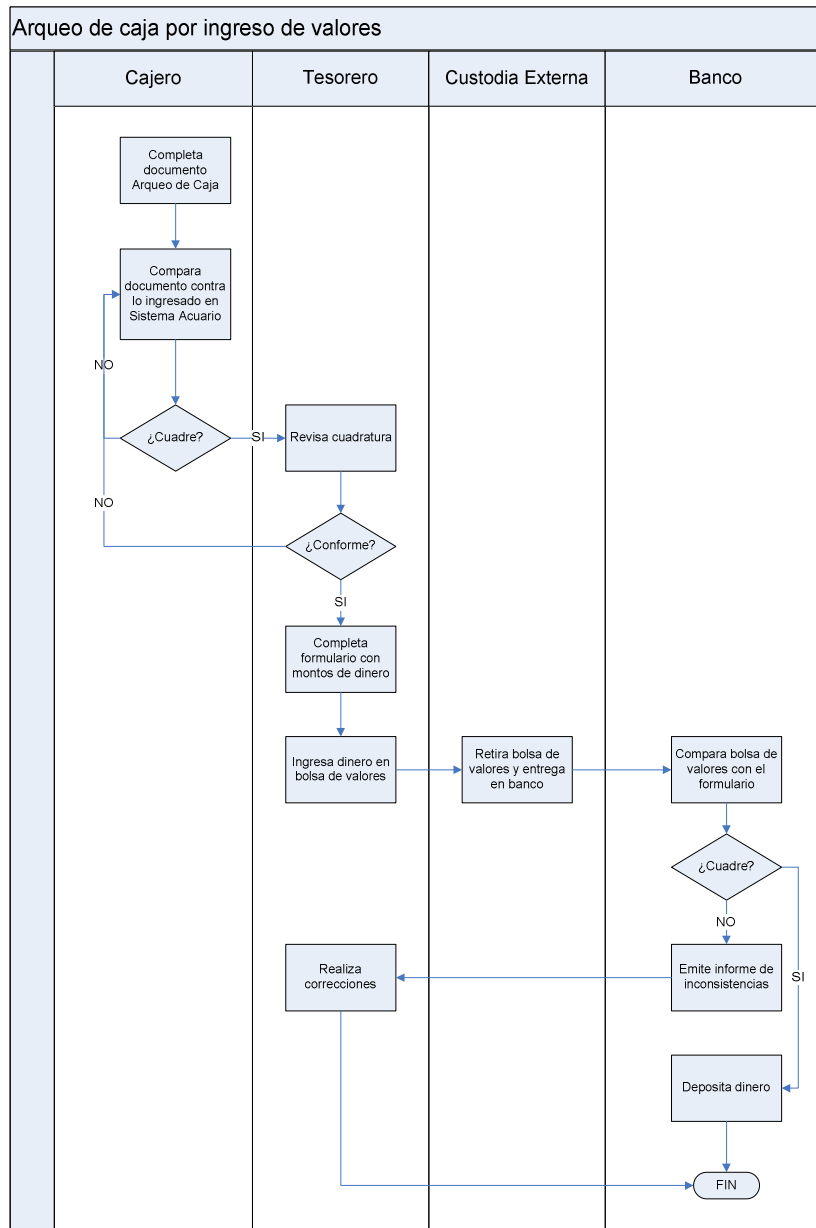 Arqueo de caja por ingreso de valores
Cajero
Tesorero
Custodia Externa
Banco
Completa
documento
Arqueo de Caja
Compara
documento contra
lo ingresado en
Sistema Acuario
NO
¿Cuadre?
SI
Revisa cuadratura
NO
¿Conforme?
SI
Completa
formulario con
montos de dinero
Ingresa dinero en
bolsa de valores
Retira bolsa de
valores y entrega
en banco
Compara bolsa de
valores con el
formulario
¿Cuadre?
NO
SI
Realiza
correcciones
Emite informe de
inconsistencias
Deposita dinero
FIN